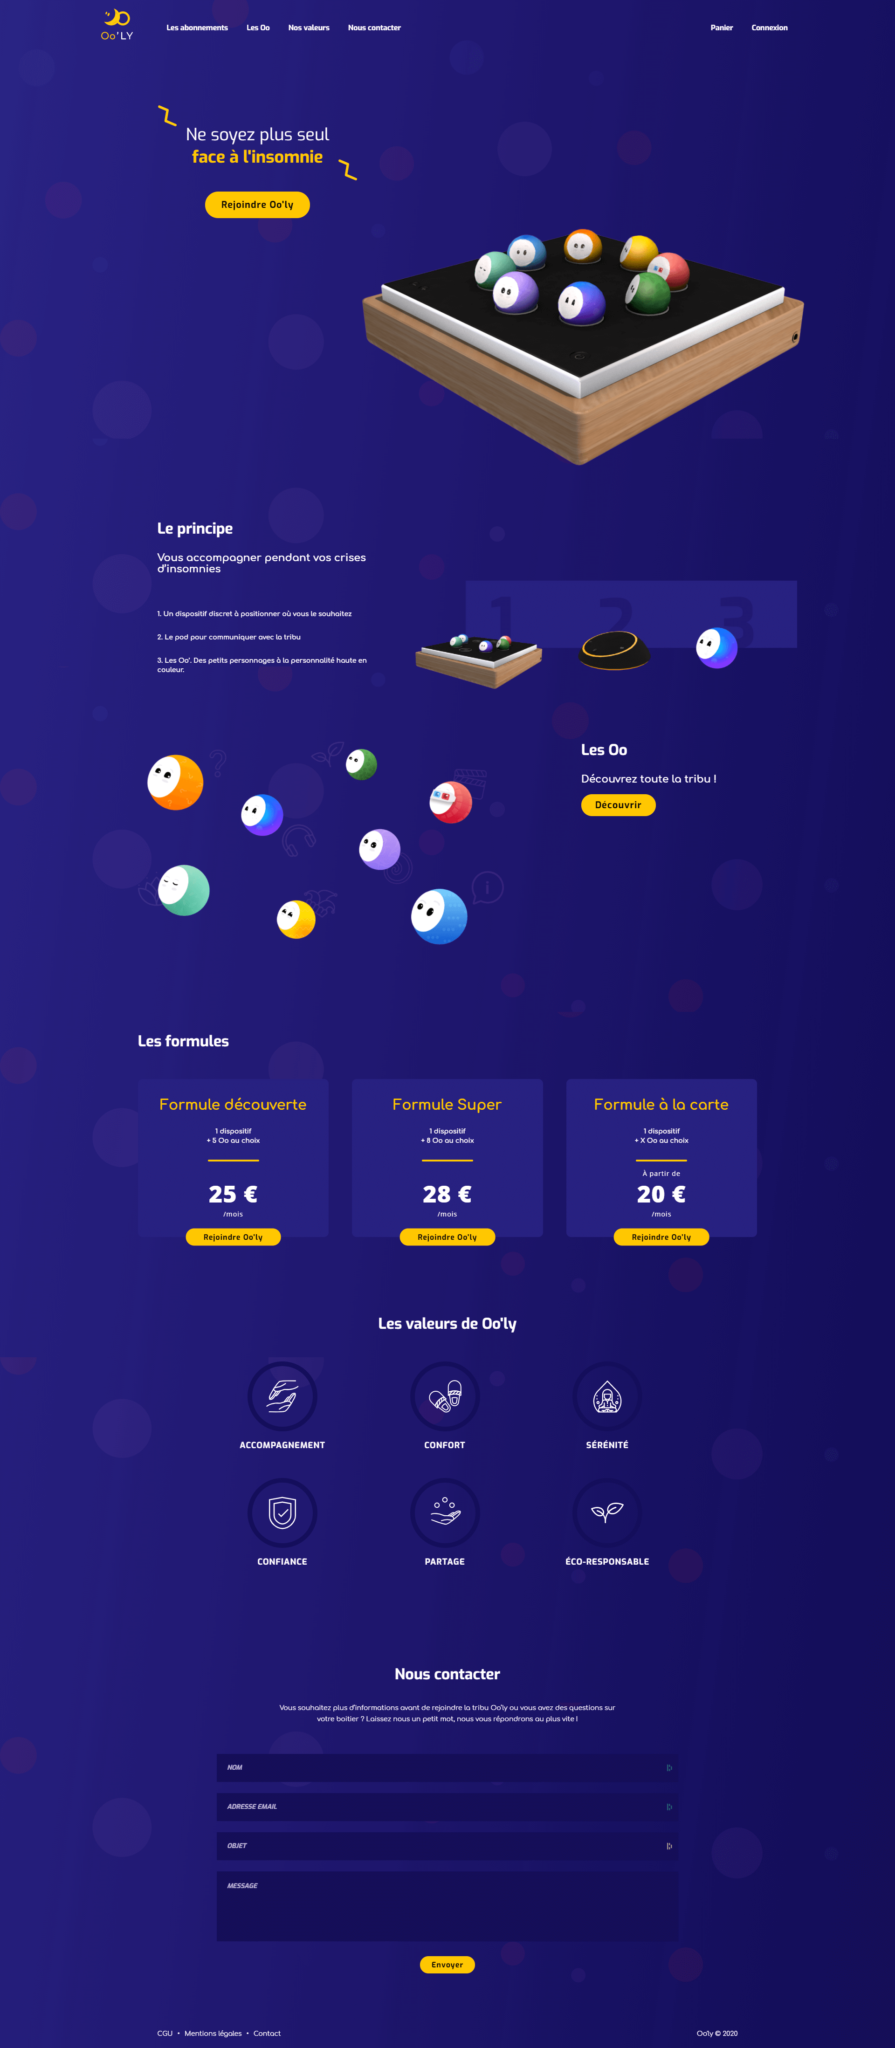 Oo'LY
Les abonnements
Les Oo
Nos valeurs
Nous contacter
Panier
Connexion
Ne soyez plus seul
face à l'insomnie
Rejoindre Oo'ly
Le principe
Vous accompagner pendant vos crises
d'insomnies
1. Un dispositif discret à positionner où vous le souhaitez
2. Le pod pour communiquer avec la tribu
3. Les Oo'. Des petits personnages à la personnalité haute en
couleur.
1
2
3
Les Oo
Découvrez toute la tribu !
Découvrir
Les formules
Formule découverte
1 dispositif
+ 5 Oo au choix
25 €
/mois
Rejoindre Oo'ly
Formule Super
1 dispositif
+ 8 Oo au choix
28 €
/mois
Rejoindre Oo'ly
Formule à la carte
1 dispositif
+ X Oo au choix
À partir de
20 €
/mois
Rejoindre Oo'ly
Les valeurs de Oo'ly
ACCOMPAGNEMENT
CONFORT
SÉRÉNITÉ
CONFIANCE
PARTAGE
ÉCO-RESPONSABLE
Nous contacter
Vous souhaitez plus d'informations avant de rejoindre la tribu Oo'ly ou vous avez des questions sur
votre boitier ? Laissez nous un petit mot, nous vous répondrons au plus vite !
NOM
ADRESSE EMAIL
OBJET
MESSAGE
Envoyer
CGU • Mentions légales • Contact
Oo'ly © 2020